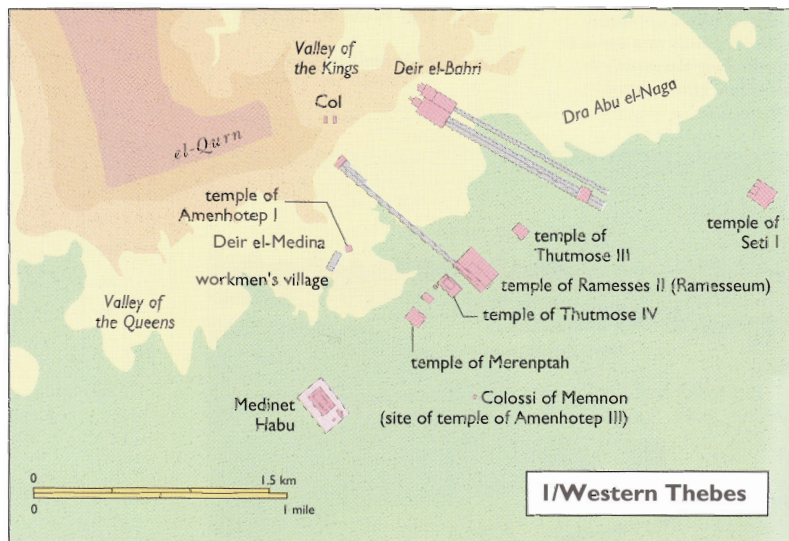 Valley of
the Kings
Deir el-Bahri
Col
Dra Abu el-Naga
el-Qurn
temple of
Amenhotep I
Deir el-Medina
workmen's village
temple of
Thutmose III
temple of
Seti I
temple of Ramesses II (Ramesseum)
Valley of
the Queens
temple of Thutmose IV
temple of Merenptah
Medinet
Habu
Colossi of Memnon
(site of temple of Amenhotep III)
0
1.5 km
0
1 mile
1/Western Thebes